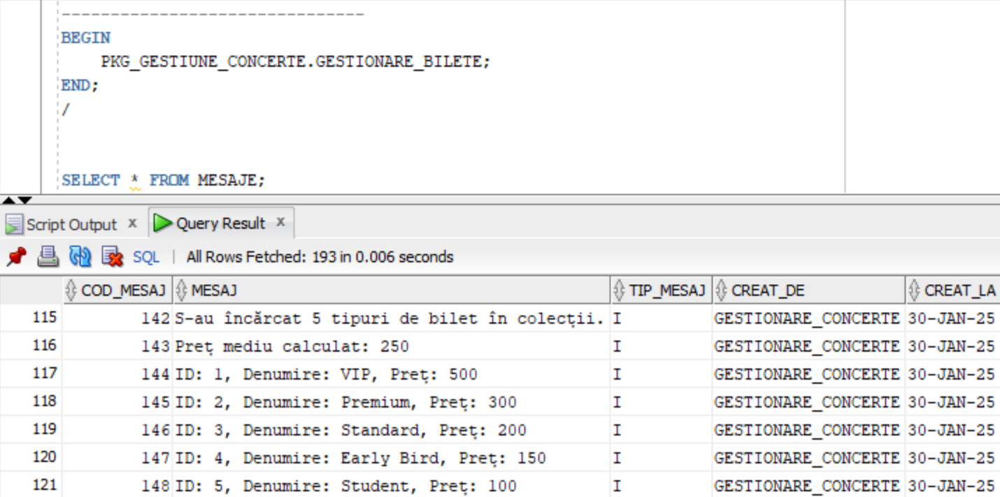 --------------------------------
BEGIN
PKG_GESTIUNE_CONCERTE.GESTIONARE_BILETE;
END;
/
SELECT * FROM MESAJE;
Script Output x Query Result x
SQL | All Rows Fetched: 193 in 0.006 seconds
COD_MESAJ MESAJ TIP_MESAJ CREAT_DE CREAT_LA
115 142 S-au încărcat 5 tipuri de bilet în colecții. I GESTIONARE_CONCERTE 30-JAN-25
116 143 Preț mediu calculat: 250 I GESTIONARE_CONCERTE 30-JAN-25
117 144 ID: 1, Denumire: VIP, Preț: 500 I GESTIONARE_CONCERTE 30-JAN-25
118 145 ID: 2, Denumire: Premium, Preț: 300 I GESTIONARE_CONCERTE 30-JAN-25
119 146 ID: 3, Denumire: Standard, Preț: 200 I GESTIONARE_CONCERTE 30-JAN-25
120 147 ID: 4, Denumire: Early Bird, Preț: 150 I GESTIONARE_CONCERTE 30-JAN-25
121 148 ID: 5, Denumire: Student, Preț: 100 I GESTIONARE_CONCERTE 30-JAN-25